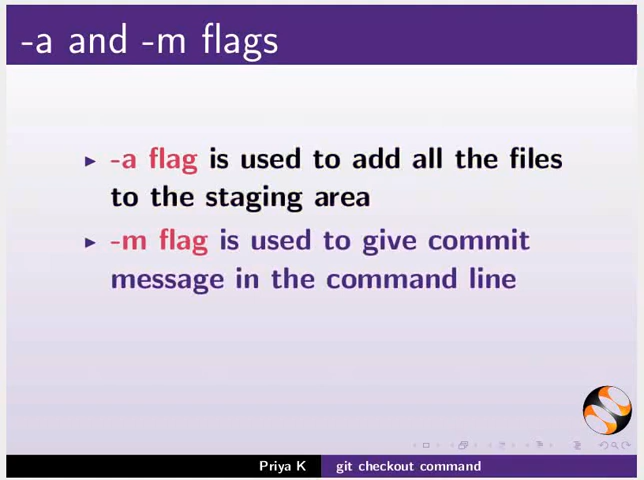 -a and -m flags
-a flag is used to add all the files
to the staging area
-m flag is used to give commit
message in the command line
Priya K
git checkout command